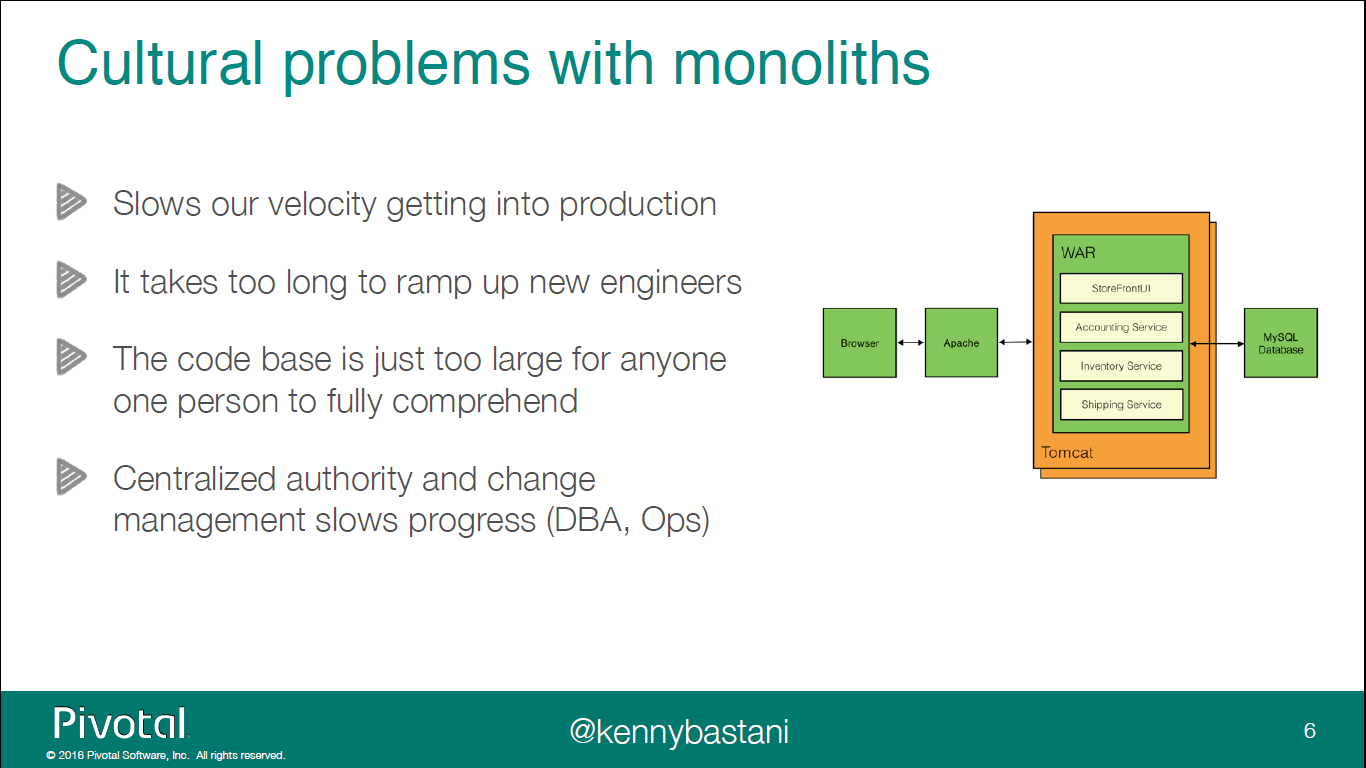 Cultural problems with monoliths
Slows our velocity getting into production
It takes too long to ramp up new engineers
The code base is just too large for anyone
one person to fully comprehend
Centralized authority and change
management slows progress (DBA, Ops)
Browser
Apache
WAR
StoreFrontUI
Accounting Service
Inventory Service
Shipping Service
Tomcat
MySQL
Database
Pivotal
© 2016 Pivotal Software, Inc. All rights reserved.
@kennybastani
6